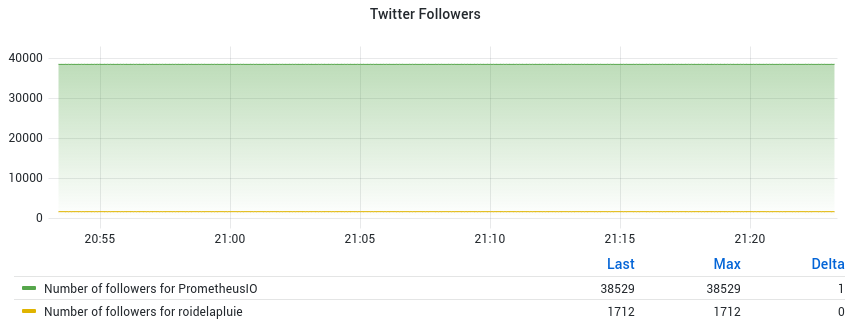 Twitter Followers
40000
30000
20000
10000
0
20:55 21:00 21:05 21:10 21:15 21:20
Last Max Delta
Number of followers for PrometheusIO 38529 38529 1
Number of followers for roidelapluie 1712 1712 0